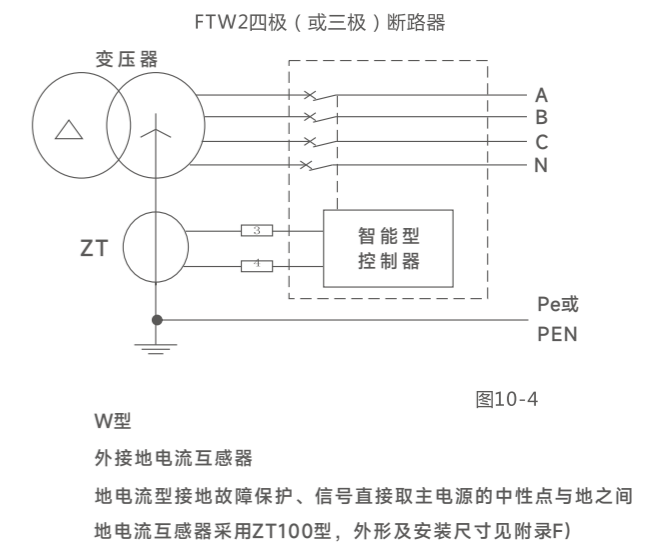 FTW2四极（或三极）断路器
变压器
A
B
C
N
ZT
3
4
智能型
控制器
Pe或
PEN
图10-4
W型
外接地电流互感器
地电流型接地故障保护、信号直接取主电源的中性点与地之间
地电流互感器采用ZT100型，外形及安装尺寸见附录F)